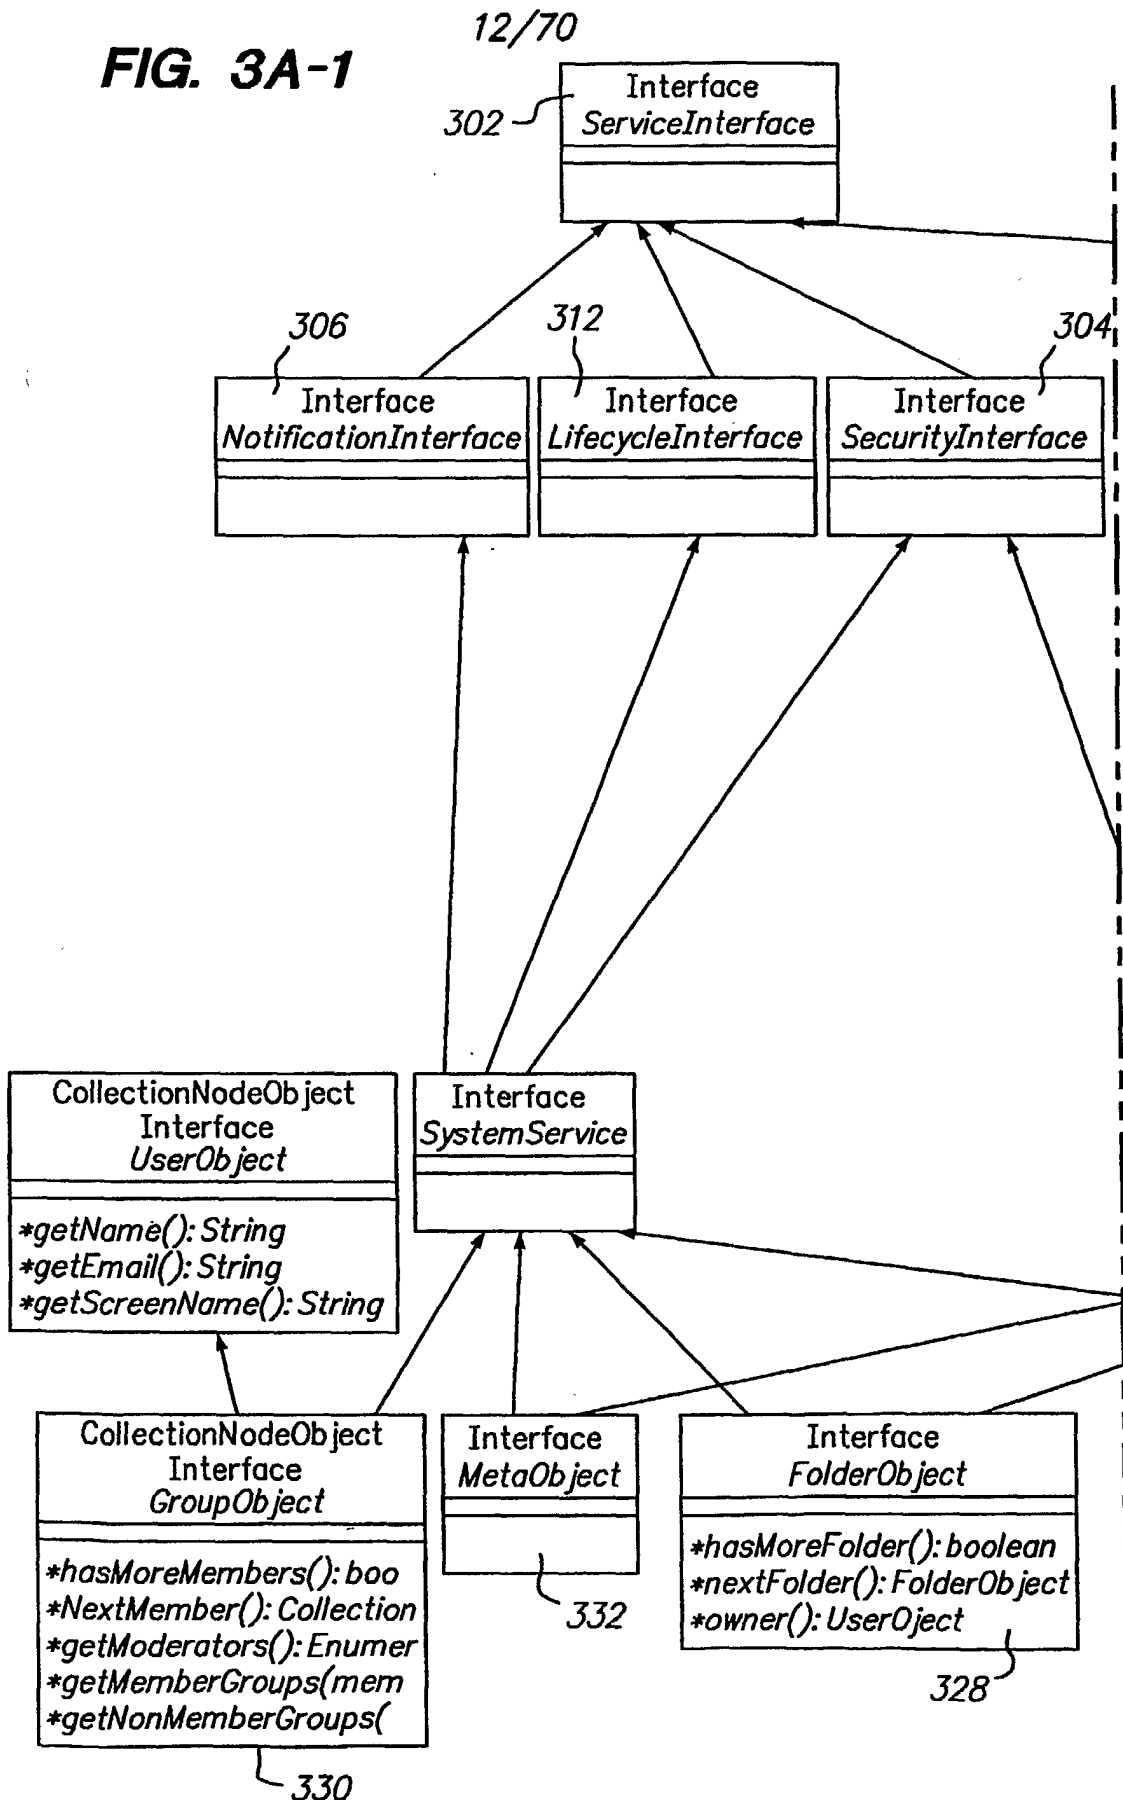 12/70
FIG. 3A-1
Interface
ServiceInterface
302
306
312
304
Interface
NotificationInterface
Interface
LifecycleInterface
Interface
SecurityInterface
CollectionNodeObject
Interface
UserObject
*getName(): String
*getEmail(): String
*getScreenName(): String
Interface
SystemService
CollectionNodeObject
Interface
GroupObject
*hasMoreMembers(): boo
*NextMember(): Collection
*getModerators(): Enumer
*getMemberGroups(mem
*getNonMemberGroups(
330
Interface
MetaObject
332
Interface
FolderObject
*hasMoreFolder(): boolean
*nextFolder(): FolderObject
*owner(): UserOject
328